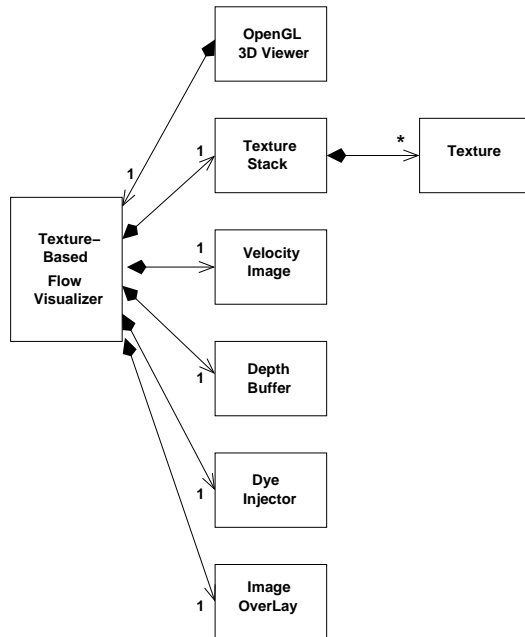 OpenGL
3D Viewer
1
1
Texture
Stack
*
Texture
Texture–
Based
Flow
Visualizer
1
Velocity
Image
1
Depth
Buffer
1
Dye
Injector
1
Image
OverLay